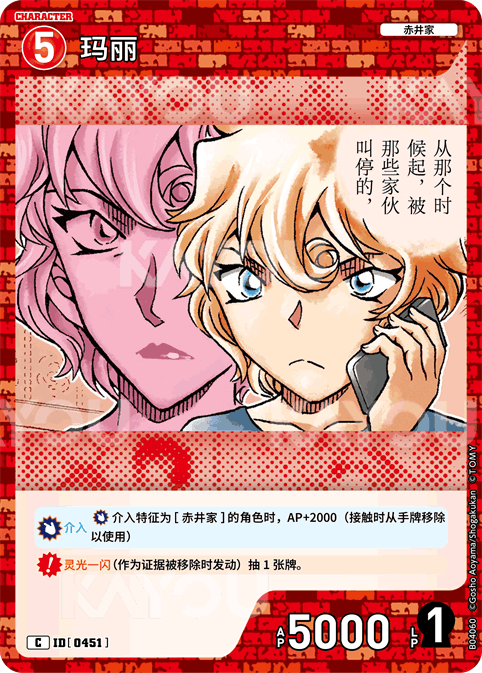 CHARACTER
5 玛丽
赤井家
从那个时
候起，被
那些家伙
叫停的，
KAYOU
介入 介入特征为［赤井家］的角色时，AP+2000（接触时从手牌移除
以使用）
灵光一闪(作为证据被移除时发动）抽 1 张牌。
KAYOU
C ID[0451]
AP 5000 LP 1
B04060 ©Gosho Aoyama/Shogakukan ©TOMY